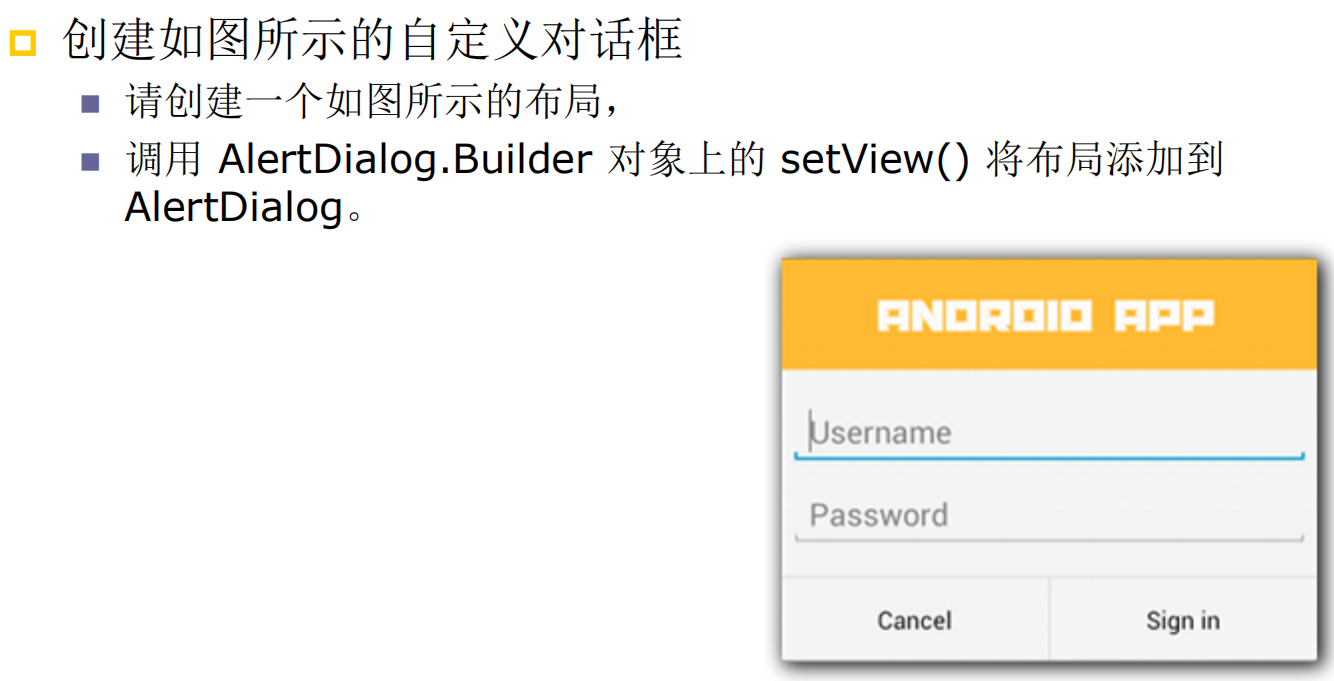 创建如图所示的自定义对话框
请创建一个如图所示的布局，
调用 AlertDialog.Builder 对象上的 setView() 将布局添加到
AlertDialog。
ANDROID APP
Username
Password
Cancel
Sign in